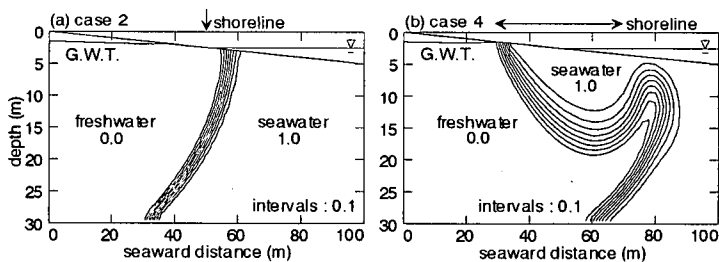 (a) case 2
shoreline
0
5
10
15
20
25
30
depth (m)
G.W.T.
freshwater
0.0
seawater
1.0
intervals : 0.1
0 20 40 60 80 100
seaward distance (m)
(b) case 4
shoreline
0
5
10
15
20
25
30
G.W.T.
seawater
1.0
freshwater
0.0
intervals : 0.1
0 20 40 60 80 100
seaward distance (m)